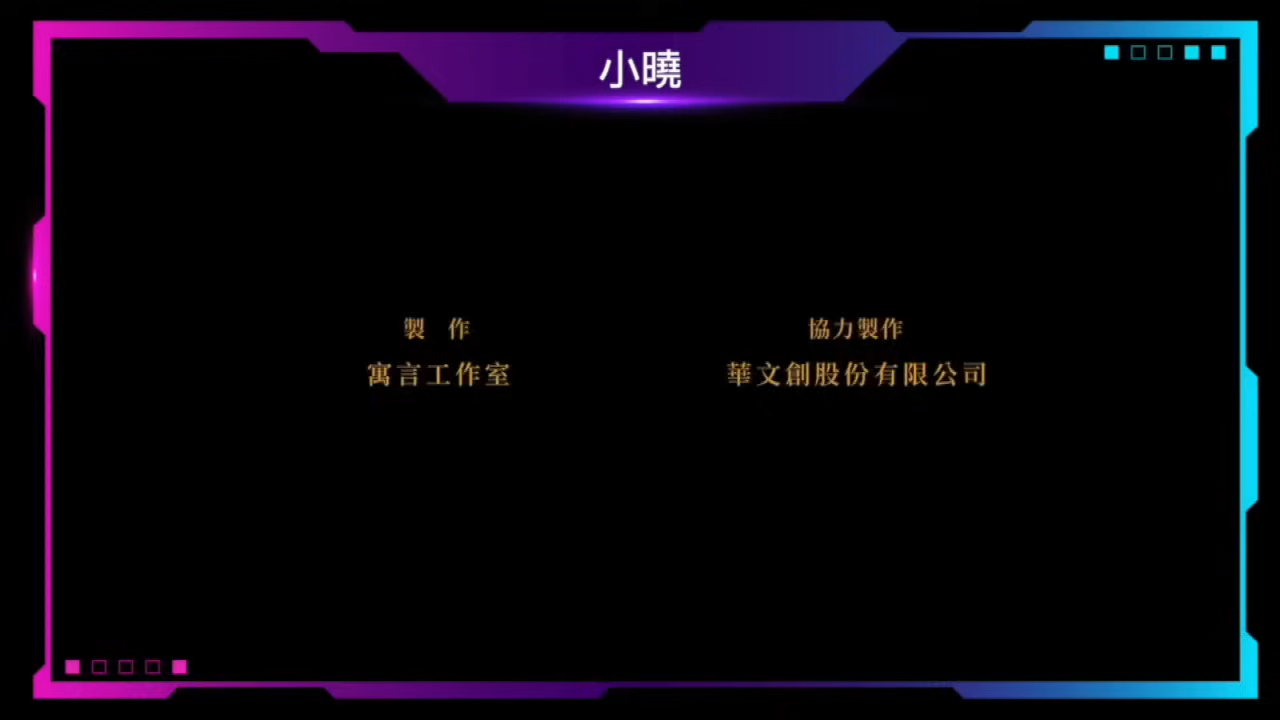 小曉
製 作
寓言工作室
協力製作
華文創股份有限公司